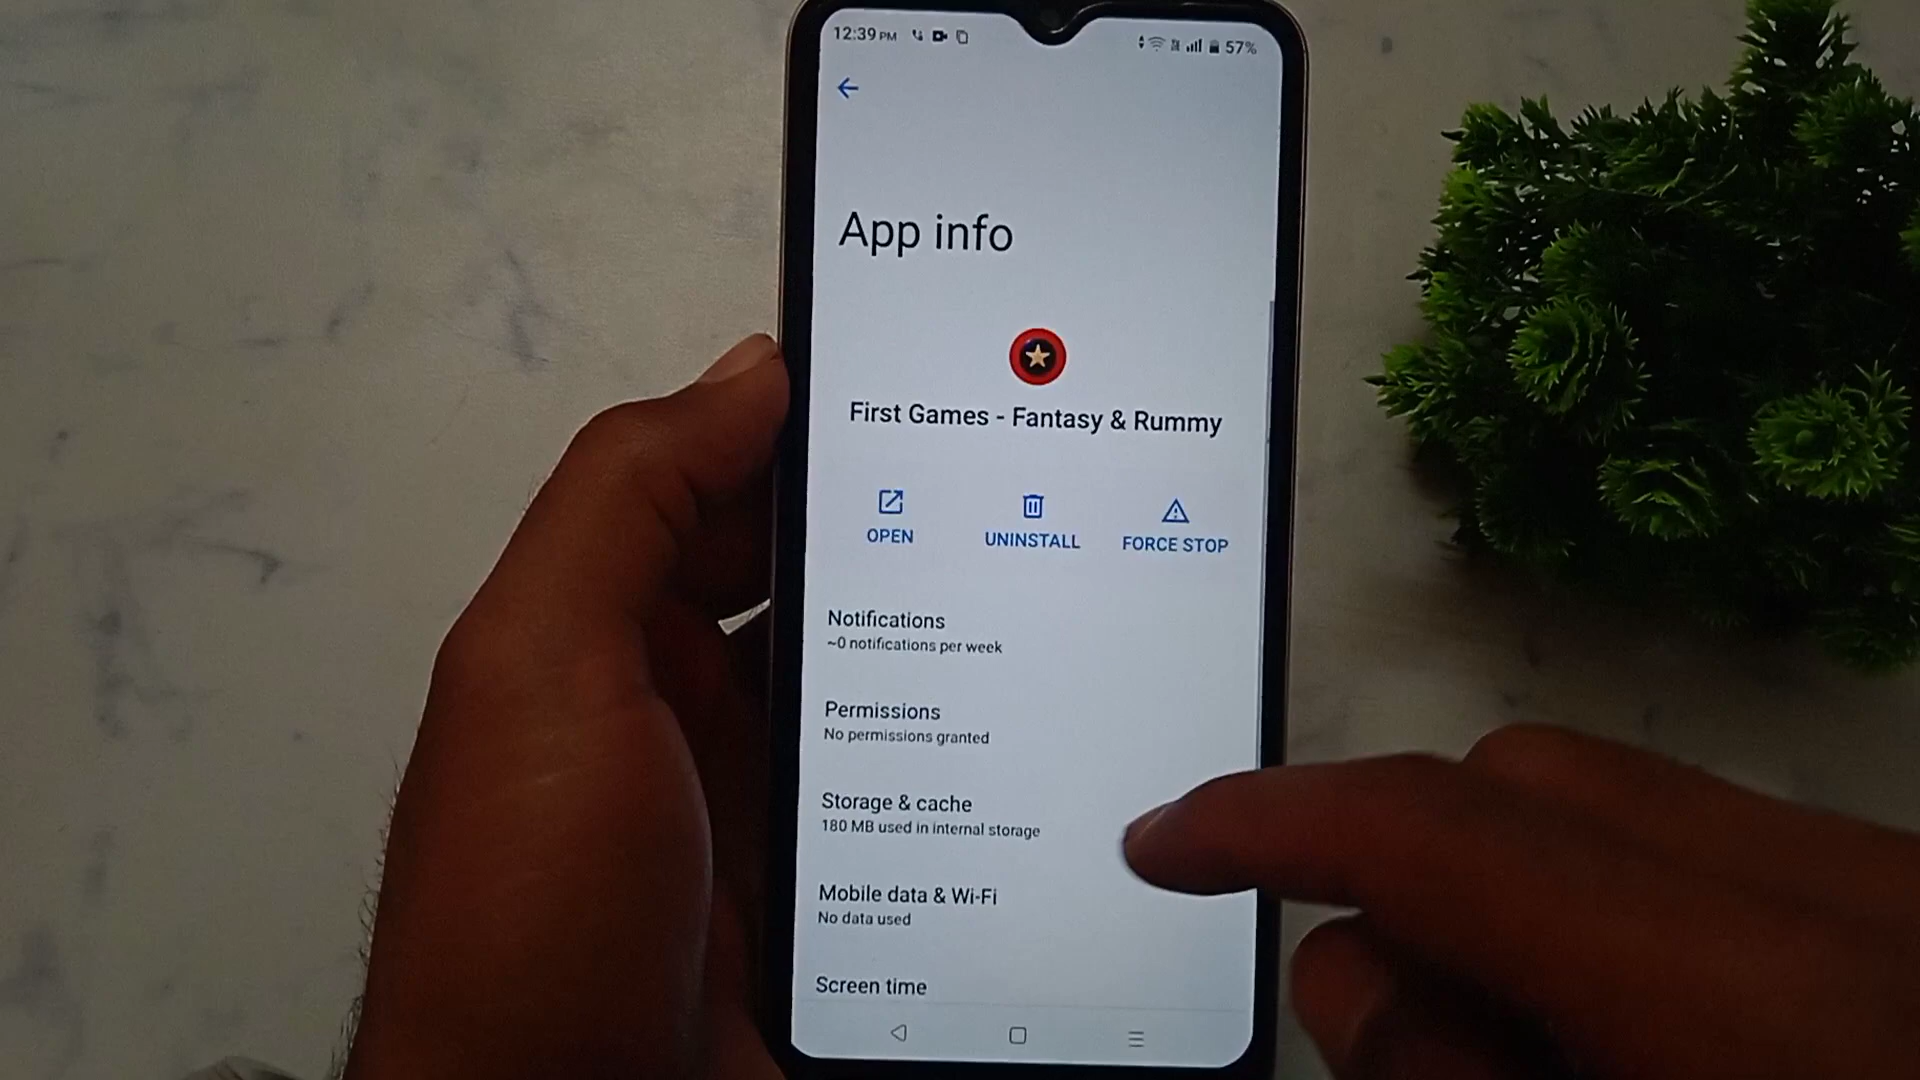 12:39 PM
57%
App info
First Games - Fantasy & Rummy
OPEN
UNINSTALL
FORCE STOP
Notifications
~0 notifications per week
Permissions
No permissions granted
Storage & cache
180 MB used in internal storage
Mobile data & Wi-Fi
No data used
Screen time